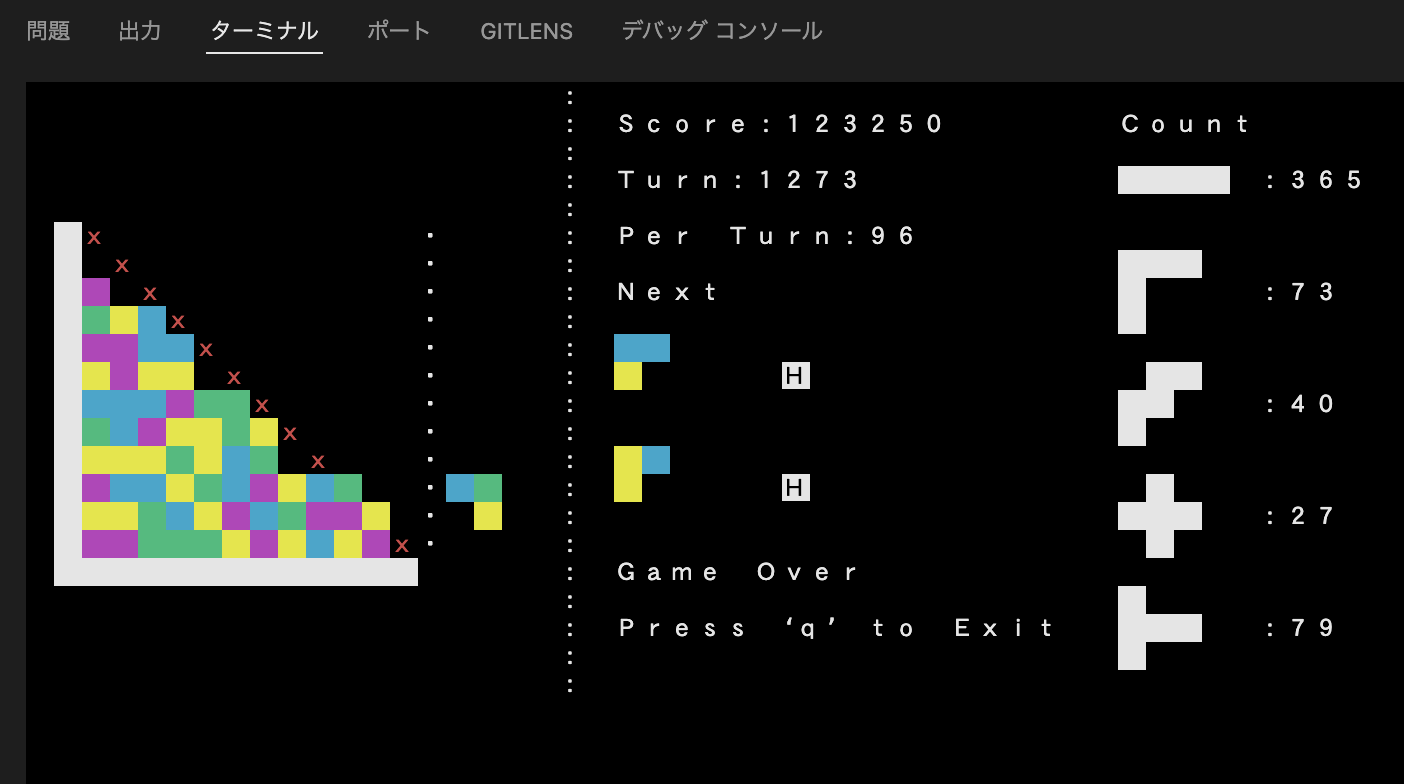 問題 出力 ターミナル ポート GITLENS デバッグ コンソール
Score:123250
Turn:1273
Per Turn:96
Next
H
H
Game Over
Press ‘q’ to Exit
Count
:365
:73
:40
:27
:79
x
x
x
x
x
x
x
x
x
x